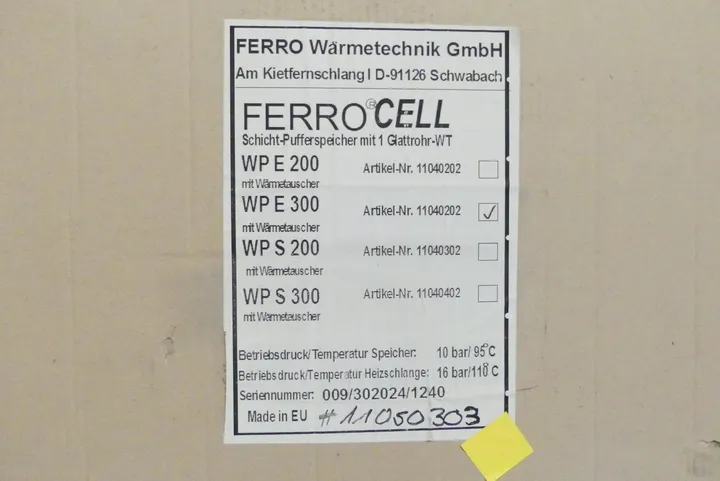 FERRO Wärmetechnik GmbH
Am Kietfernschlang I D-91126 Schwabach
FERRO®CELL
Schicht-Pufferspeicher mit 1 Glattrohr-WT
WP E 200 Artikel-Nr. 11040202
mit Wärmetauscher
WP E 300 Artikel-Nr. 11040202 ✓
mit Wärmetauscher
WP S 200 Artikel-Nr. 11040302
mit Wärmetauscher
WP S 300 Artikel-Nr. 11040402
mit Wärmetauscher
Betriebsdruck/Temperatur Speicher: 10 bar/ 95°C
Betriebsdruck/Temperatur Heizschlange: 16 bar/110°C
Seriennummer: 009/302024/1240
Made in EU #11050303